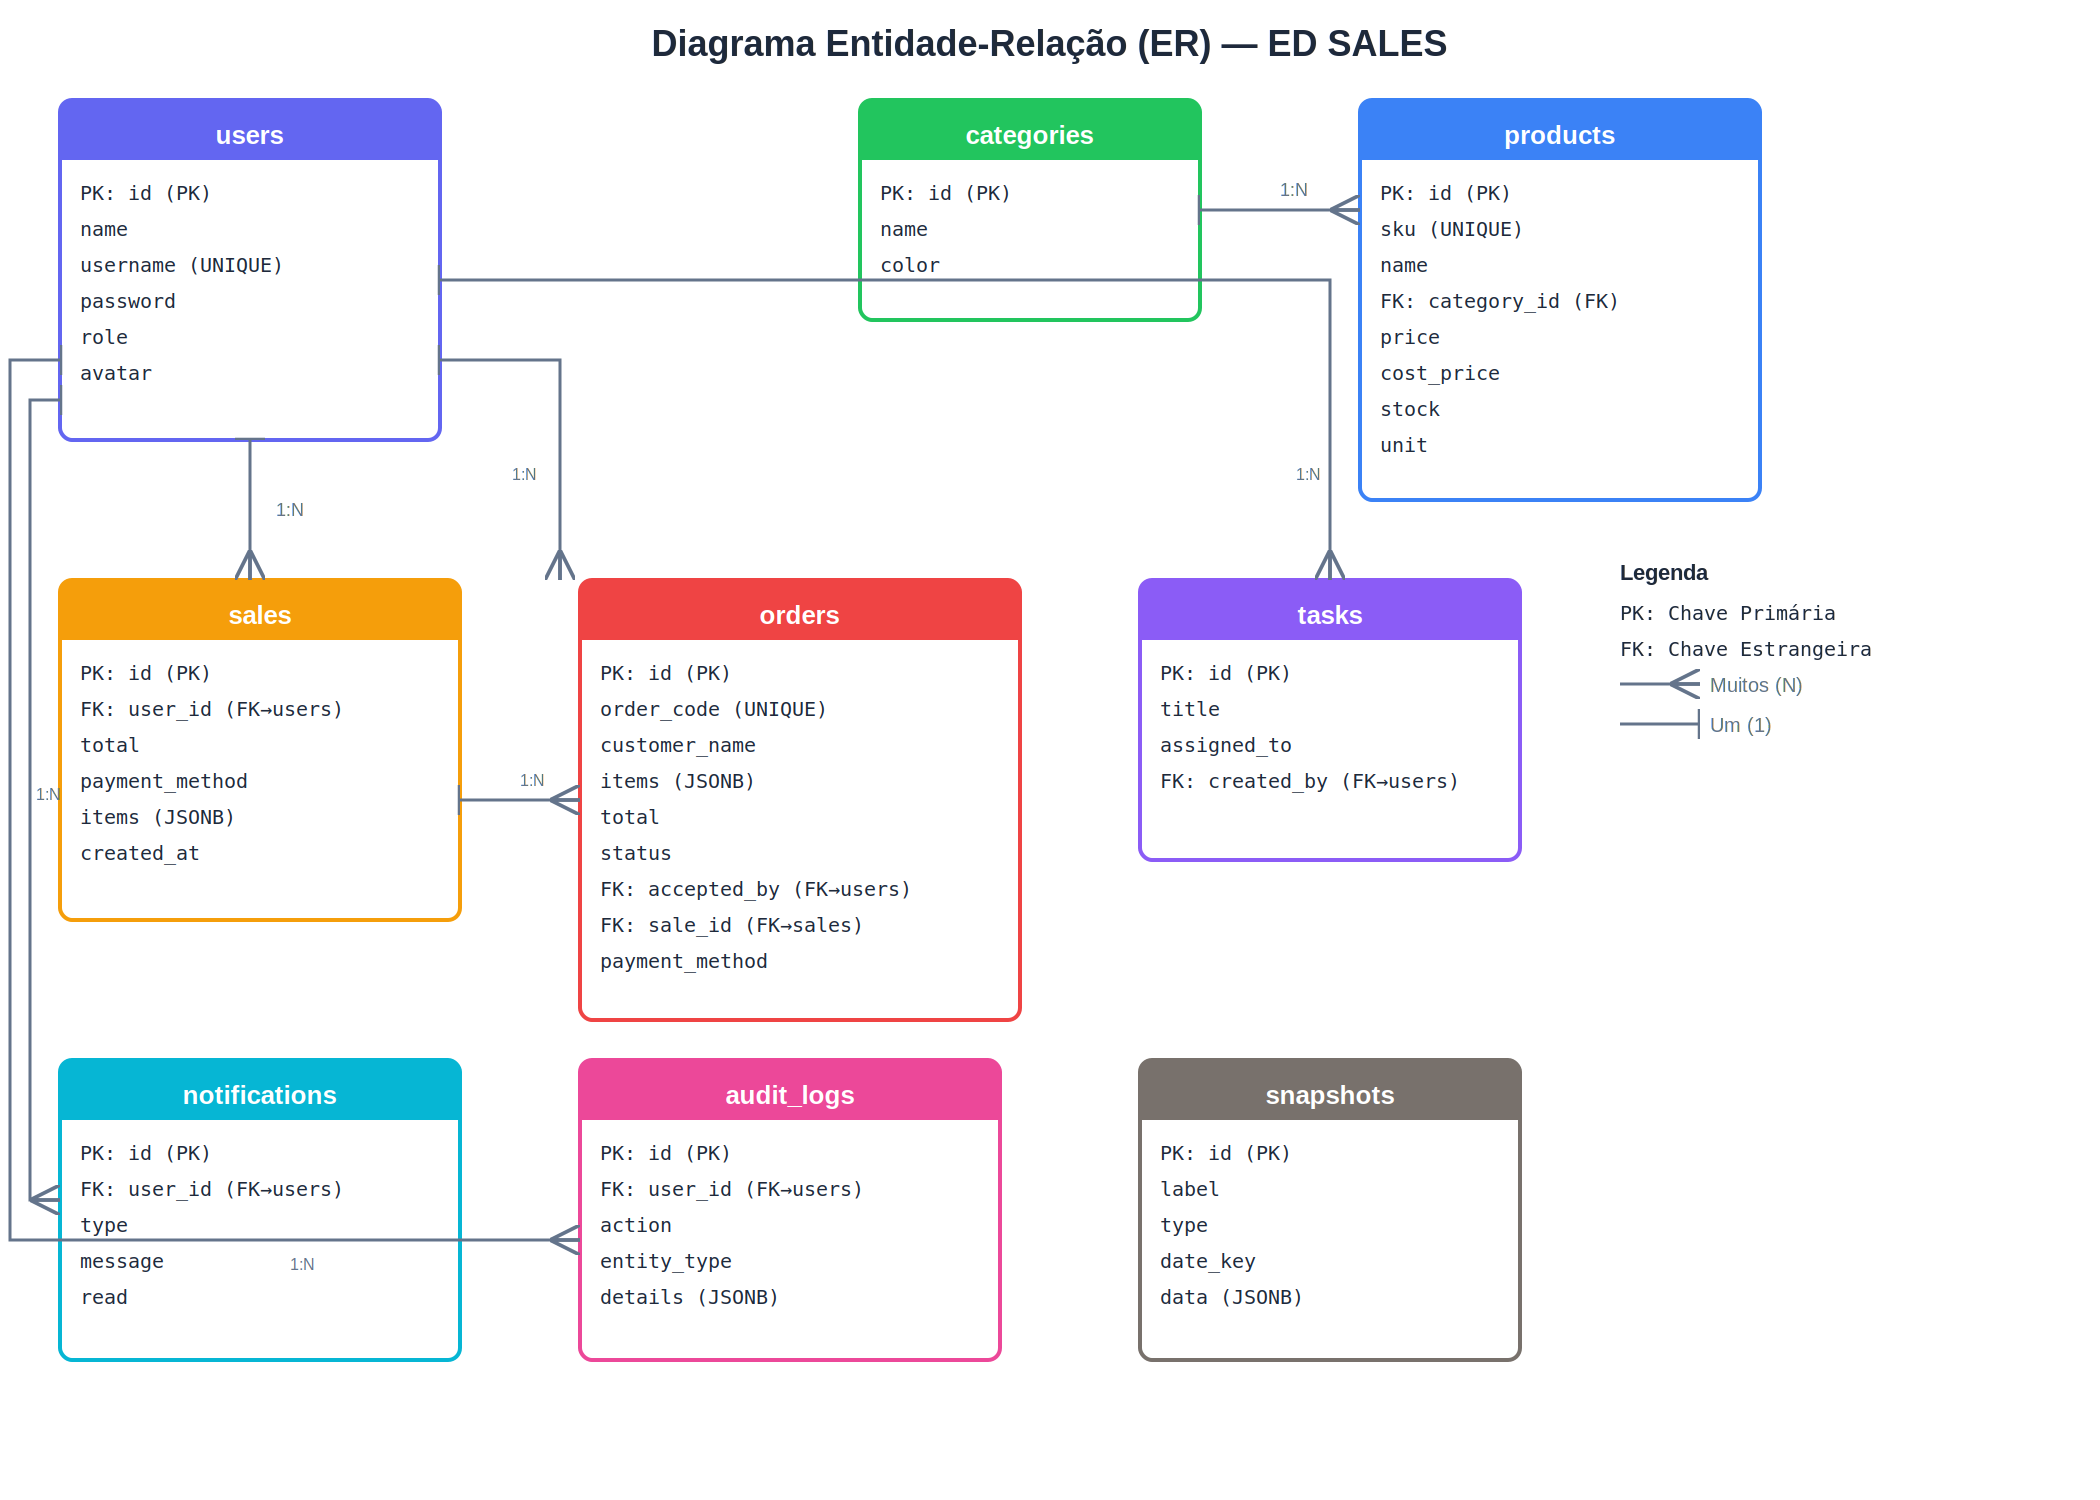 Diagrama Entidade-Relação (ER) — ED SALES
users
PK: id (PK)
name
username (UNIQUE)
password
role
avatar
categories
PK: id (PK)
name
color
1:N
products
PK: id (PK)
sku (UNIQUE)
name
FK: category_id (FK)
price
cost_price
stock
unit
1:N
1:N
1:N
sales
PK: id (PK)
FK: user_id (FK→users)
total
payment_method
items (JSONB)
created_at
1:N
1:N
orders
PK: id (PK)
order_code (UNIQUE)
customer_name
items (JSONB)
total
status
FK: accepted_by (FK→users)
FK: sale_id (FK→sales)
payment_method
tasks
PK: id (PK)
title
assigned_to
FK: created_by (FK→users)
Legenda
PK: Chave Primária
FK: Chave Estrangeira
Muitos (N)
Um (1)
notifications
PK: id (PK)
FK: user_id (FK→users)
type
message
read
1:N
audit_logs
PK: id (PK)
FK: user_id (FK→users)
action
entity_type
details (JSONB)
snapshots
PK: id (PK)
label
type
date_key
data (JSONB)